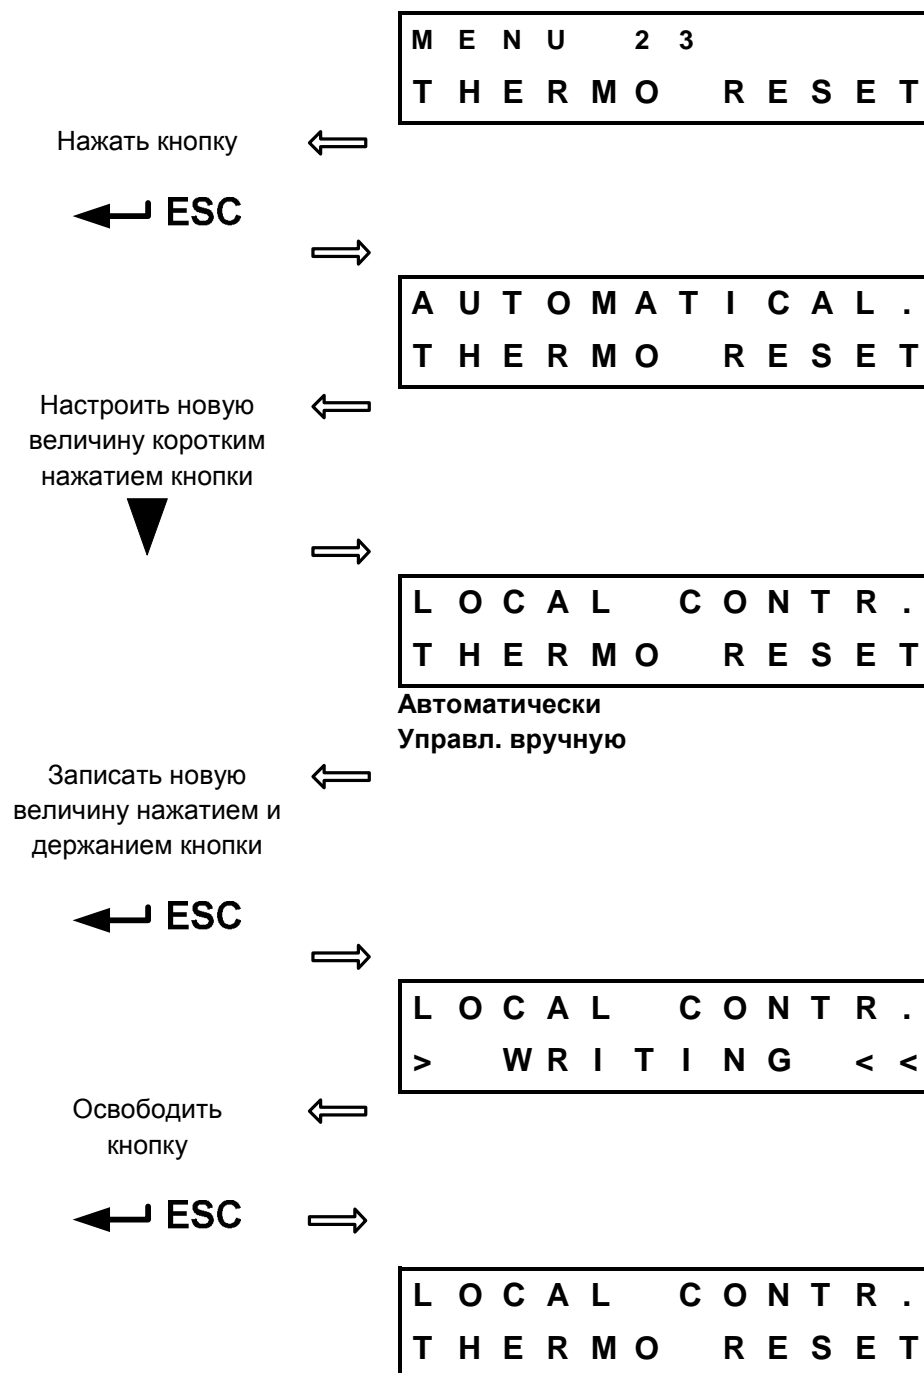 MENU 23
THERMO RESET
Нажать кнопку
ESC
AUTOMATICAL.
THERMO RESET
Настроить новую
величину коротким
нажатием кнопки
LOCAL CONTR.
THERMO RESET
Автоматически
Управл. вручную
Записать новую
величину нажатием и
держанием кнопки
ESC
LOCAL CONTR.
> WRITING <<
Освободить
кнопку
ESC
LOCAL CONTR.
THERMO RESET